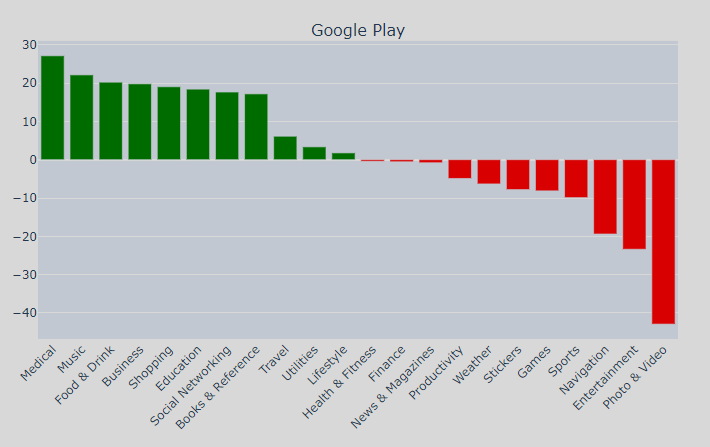 Google Play
30
20
10
0
−10
−20
−30
−40
Medical
Music
Food & Drink
Business
Shopping
Education
Social Networking
Books & Reference
Travel
Utilities
Lifestyle
Health & Fitness
Finance
News & Magazines
Productivity
Weather
Stickers
Games
Sports
Navigation
Entertainment
Photo & Video